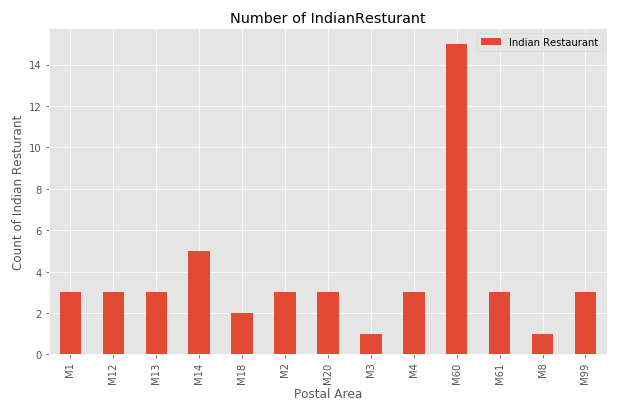 Number of IndianResturant
Indian Restaurant
Count of Indian Resturant
14
12
10
8
6
4
2
0
M1
M12
M13
M14
M18
M2
M20
M3
M4
M60
M61
M8
M99
Postal Area